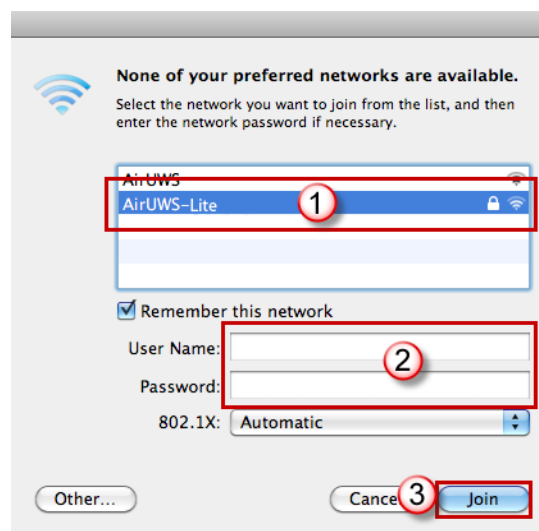 None of your preferred networks are available.
Select the network you want to join from the list, and then
enter the network password if necessary.
AirUWS
AirUWS-Lite
1
Remember this network
User Name:
2
Password:
802.1X: Automatic
Other...
Cance
3
Join